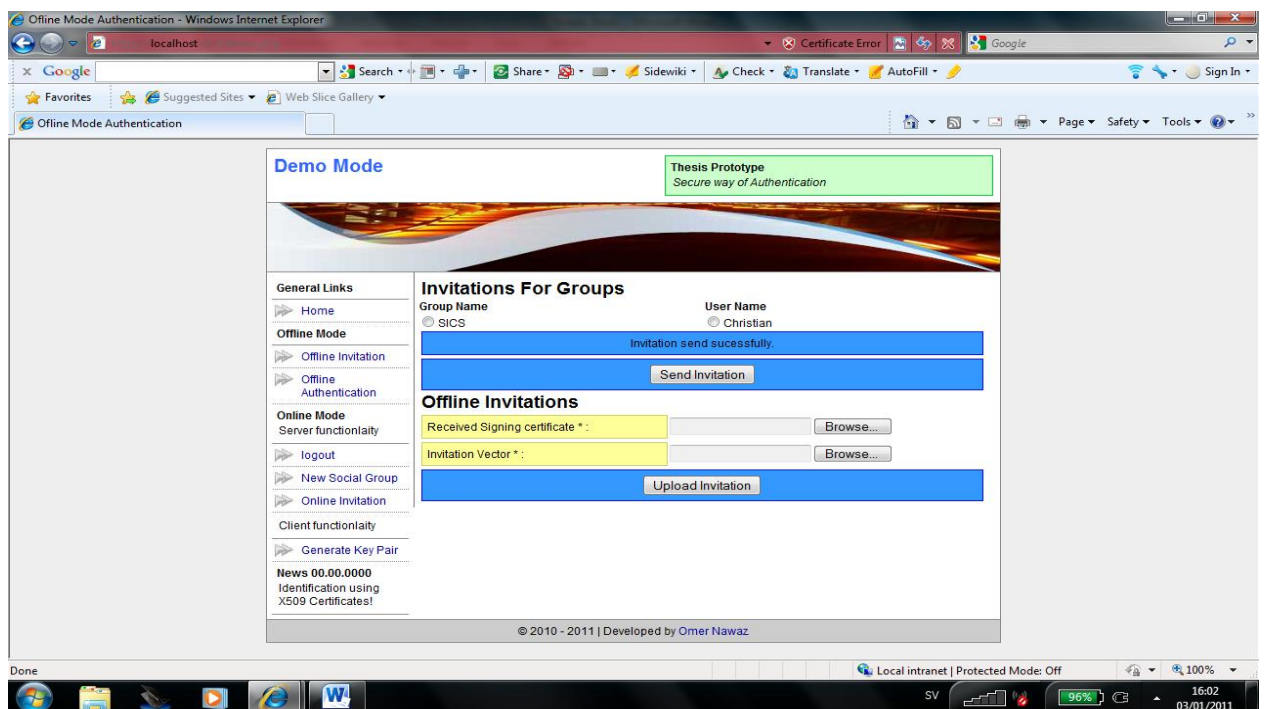 Ofline Mode Authentication - Windows Internet Explorer
localhost
Certificate Error
Google
x Google
Search
Share
Sidewiki
Check
Translate
AutoFill
Sign In
Favorites
Suggested Sites
Web Slice Gallery
Ofline Mode Authentication
Page
Safety
Tools
Demo Mode
Thesis Prototype
Secure way of Authentication
General Links
Home
Offline Mode
Offline Invitation
Offline
Authentication
Online Mode
Server functionlaity
logout
New Social Group
Online Invitation
Client functionlaity
Generate Key Pair
News 00.00.0000
Identification using
X509 Certificates!
Invitations For Groups
Group Name User Name
SICS Christian
Invitation send sucessfully.
Send Invitation
Offline Invitations
Received Signing certificate * : Browse...
Invitation Vector * : Browse...
Upload Invitation
© 2010 - 2011 | Developed by Omer Nawaz
Done
Local intranet | Protected Mode: Off
100%
SV
96%
16:02
03/01/2011